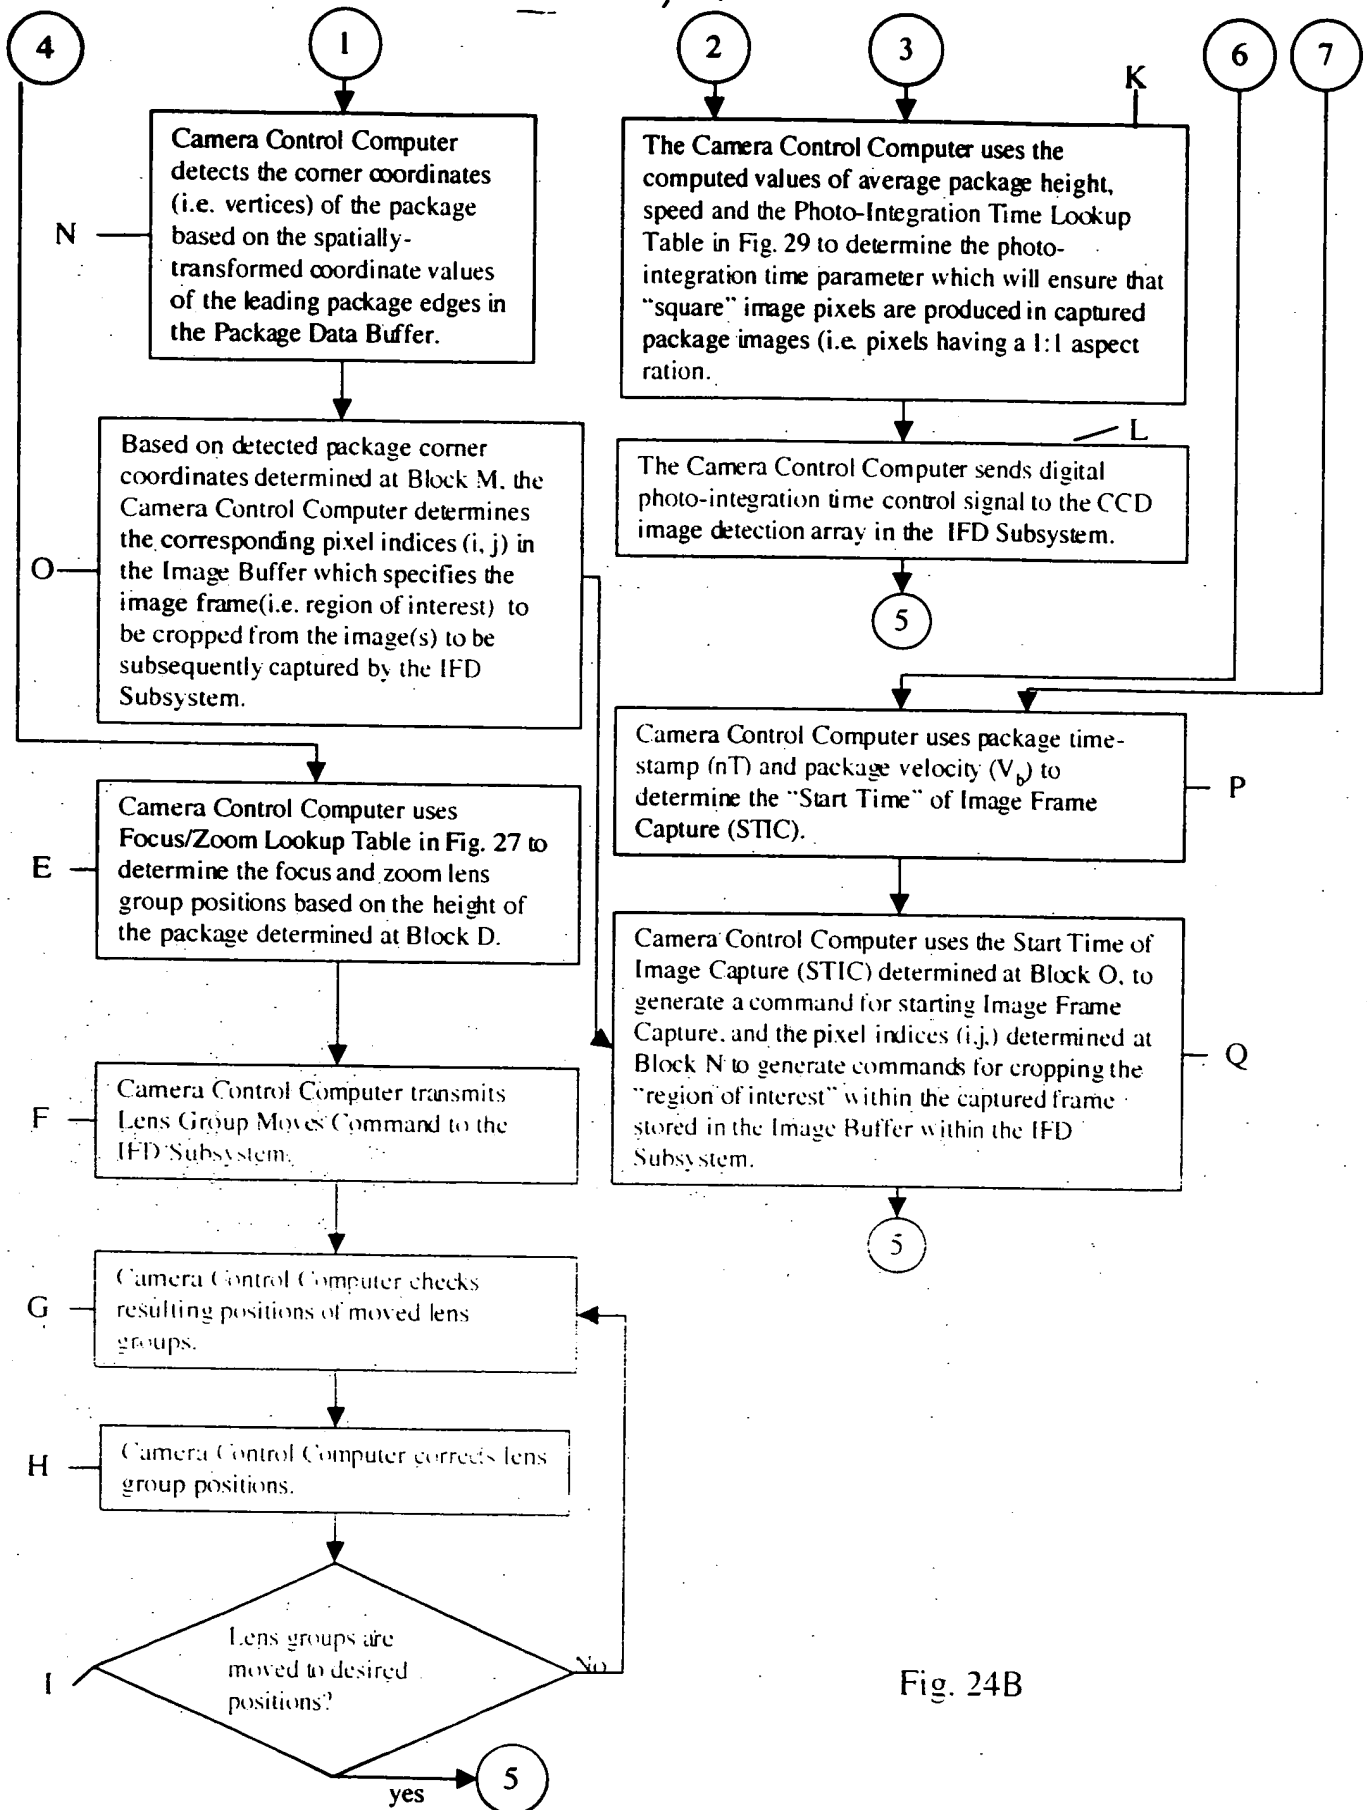 4
1
2
3
6
7
K
N
Camera Control Computer
detects the corner coordinates
(i.e. vertices) of the package
based on the spatially-
transformed coordinate values
of the leading package edges in
the Package Data Buffer.
The Camera Control Computer uses the
computed values of average package height,
speed and the Photo-Integration Time Lookup
Table in Fig. 29 to determine the photo-
integration time parameter which will ensure that
"square" image pixels are produced in captured
package images (i.e. pixels having a 1:1 aspect
ration.
L
O
Based on detected package corner
coordinates determined at Block M, the
Camera Control Computer determines
the corresponding pixel indices (i, j) in
the Image Buffer which specifies the
image frame(i.e. region of interest) to
be cropped from the image(s) to be
subsequently captured by the IFD
Subsystem.
The Camera Control Computer sends digital
photo-integration time control signal to the CCD
image detection array in the IFD Subsystem.
5
Camera Control Computer uses package time-
stamp (nT) and package velocity (Vb) to
determine the "Start Time" of Image Frame
Capture (STIC).
P
E
Camera Control Computer uses
Focus/Zoom Lookup Table in Fig. 27 to
determine the focus and zoom lens
group positions based on the height of
the package determined at Block D.
Camera Control Computer uses the Start Time of
Image Capture (STIC) determined at Block O, to
generate a command for starting Image Frame
Capture, and the pixel indices (i.j.) determined at
Block N to generate commands for cropping the
"region of interest" within the captured frame
stored in the Image Buffer within the IFD
Subsystem.
Q
5
F
Camera Control Computer transmits
Lens Group Moves Command to the
IFD Subsystem.
G
Camera Control Computer checks
resulting positions of moved lens
groups.
H
Camera Control Computer corrects lens
group positions.
I
Lens groups are
moved to desired
positions?
No
yes
5
Fig. 24B